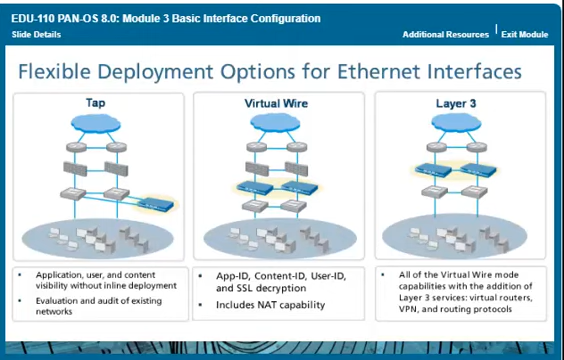 EDU-110 PAN-OS 8.0: Module 3 Basic Interface Configuration
Slide Details
Additional Resources | Exit Module
Flexible Deployment Options for Ethernet Interfaces
Tap
Virtual Wire
Layer 3
• Application, user, and content
visibility without inline deployment
• Evaluation and audit of existing
networks
• App-ID, Content-ID, User-ID,
and SSL decryption
• Includes NAT capability
• All of the Virtual Wire mode
capabilities with the addition of
Layer 3 services: virtual routers,
VPN, and routing protocols